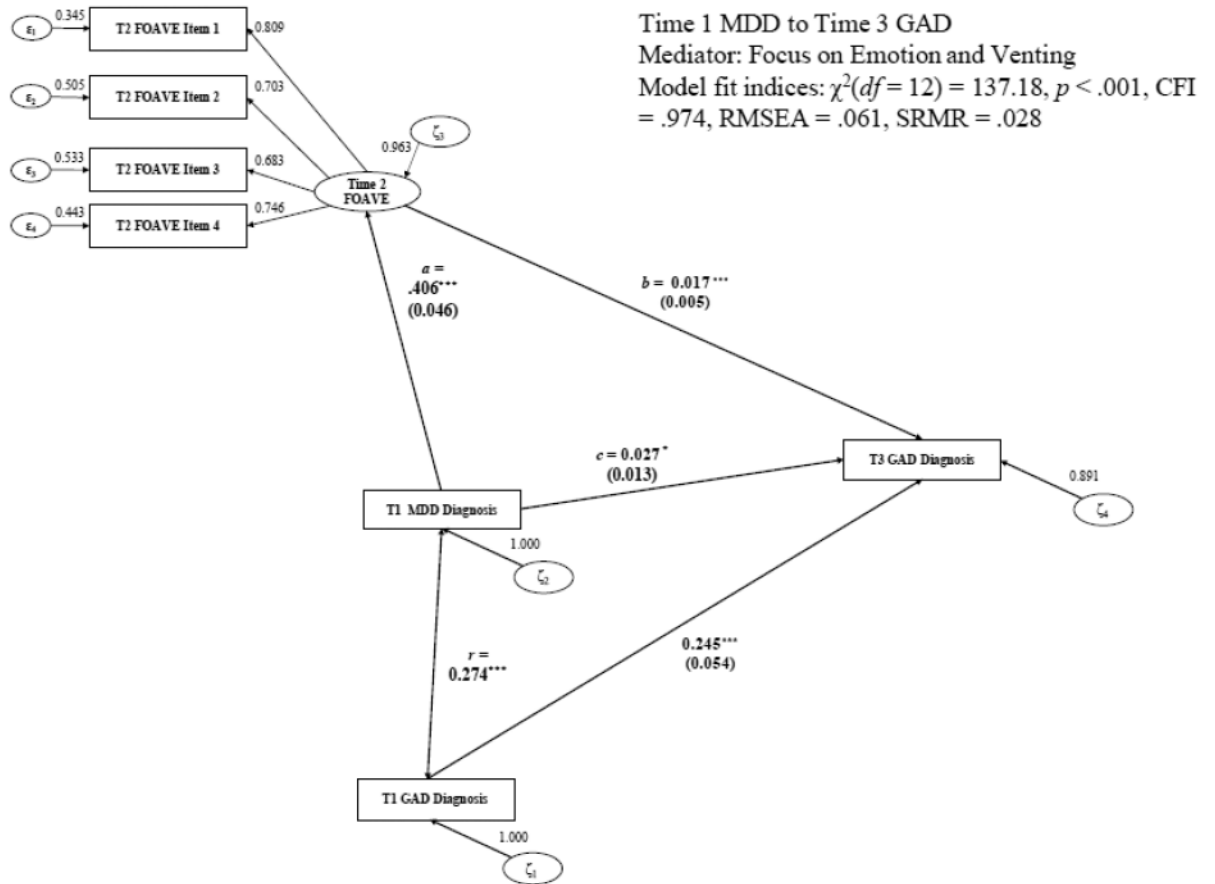 Time 1 MDD to Time 3 GAD
Mediator: Focus on Emotion and Venting
Model fit indices: χ²(df = 12) = 137.18, p < .001, CFI
= .974, RMSEA = .061, SRMR = .028
ε₁
0.345
T2 FOAVE Item 1
0.809
ε₂
0.505
T2 FOAVE Item 2
0.703
ε₃
0.533
T2 FOAVE Item 3
0.683
ε₄
0.443
T2 FOAVE Item 4
0.746
0.963
ζ₃
Time 2
FOAVE
a =
.406***
(0.046)
b = 0.017***
(0.005)
c = 0.027*
(0.013)
T3 GAD Diagnosis
0.891
ζ₄
T1 MDD Diagnosis
1.000
ζ₂
r =
0.274***
0.245***
(0.054)
T1 GAD Diagnosis
1.000
ζ₁